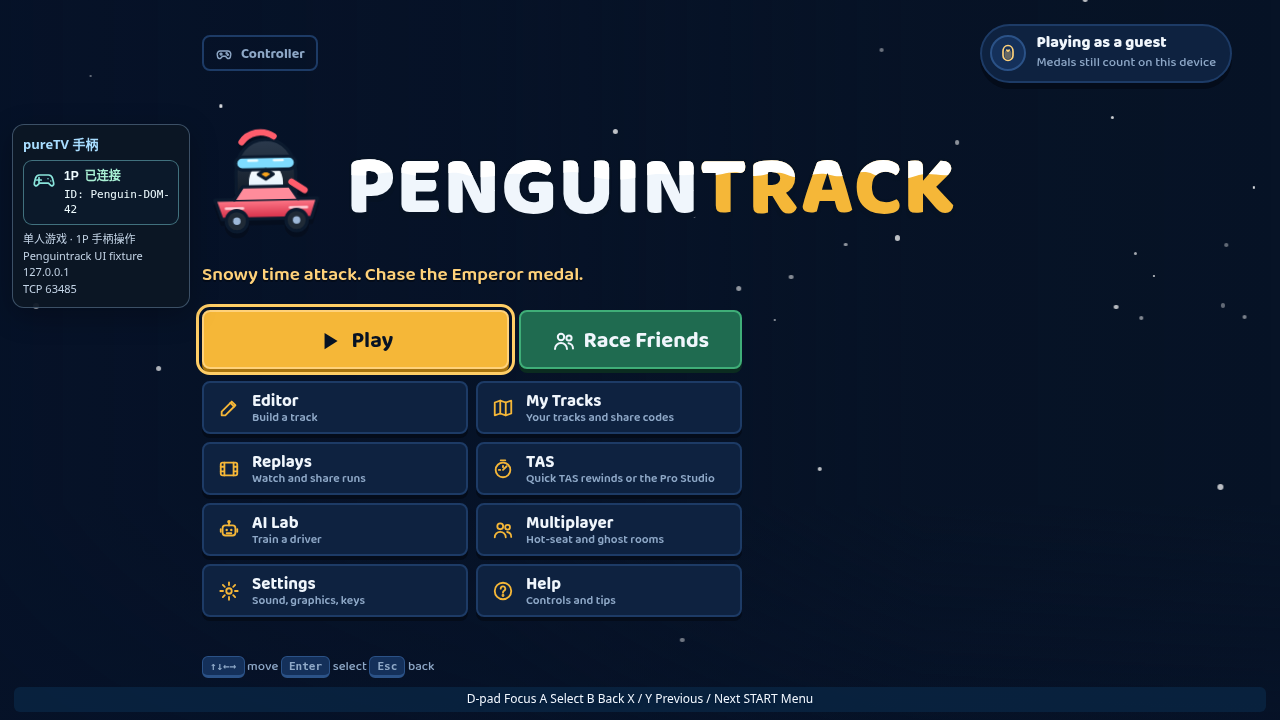 Controller
Playing as a guest
Medals still count on this device
pureTV 手柄
1P 已连接
ID: Penguin-DOM-
42
单人游戏 · 1P 手柄操作
Penguintrack UI fixture
127.0.0.1
TCP 63485
PENGUINTRACK
Snowy time attack. Chase the Emperor medal.
Play
Race Friends
Editor
Build a track
My Tracks
Your tracks and share codes
Replays
Watch and share runs
TAS
Quick TAS rewinds or the Pro Studio
AI Lab
Train a driver
Multiplayer
Hot-seat and ghost rooms
Settings
Sound, graphics, keys
Help
Controls and tips
↑↓←→ move Enter select Esc back
D-pad Focus A Select B Back X / Y Previous / Next START Menu